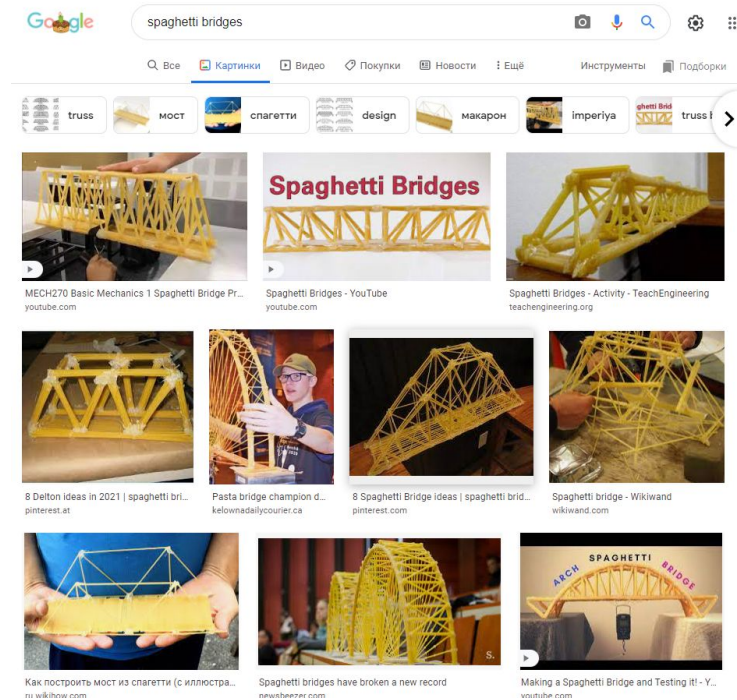 Google
spaghetti bridges
Все Картинки Видео Покупки Новости Ещё Инструменты Подборки
truss мост спагетти design макарон imperiya truss b
ghetti Brid
Spaghetti Bridges
MECH270 Basic Mechanics 1 Spaghetti Bridge Pr...
youtube.com
Spaghetti Bridges - YouTube
youtube.com
Spaghetti Bridges - Activity - TeachEngineering
teachengineering.org
8 Delton ideas in 2021 | spaghetti bri...
pinterest.at
Pasta bridge champion d...
kelownadailycourier.ca
8 Spaghetti Bridge ideas | spaghetti brid...
pinterest.com
Spaghetti bridge - Wikiwand
wikiwand.com
S.
ARCH SPAGHETTI BRIDGE
Как построить мост из спагетти (с иллюстра...
ru.wikihow.com
Spaghetti bridges have broken a new record
newsbeezer.com
Making a Spaghetti Bridge and Testing it! - Y...
youtube.com